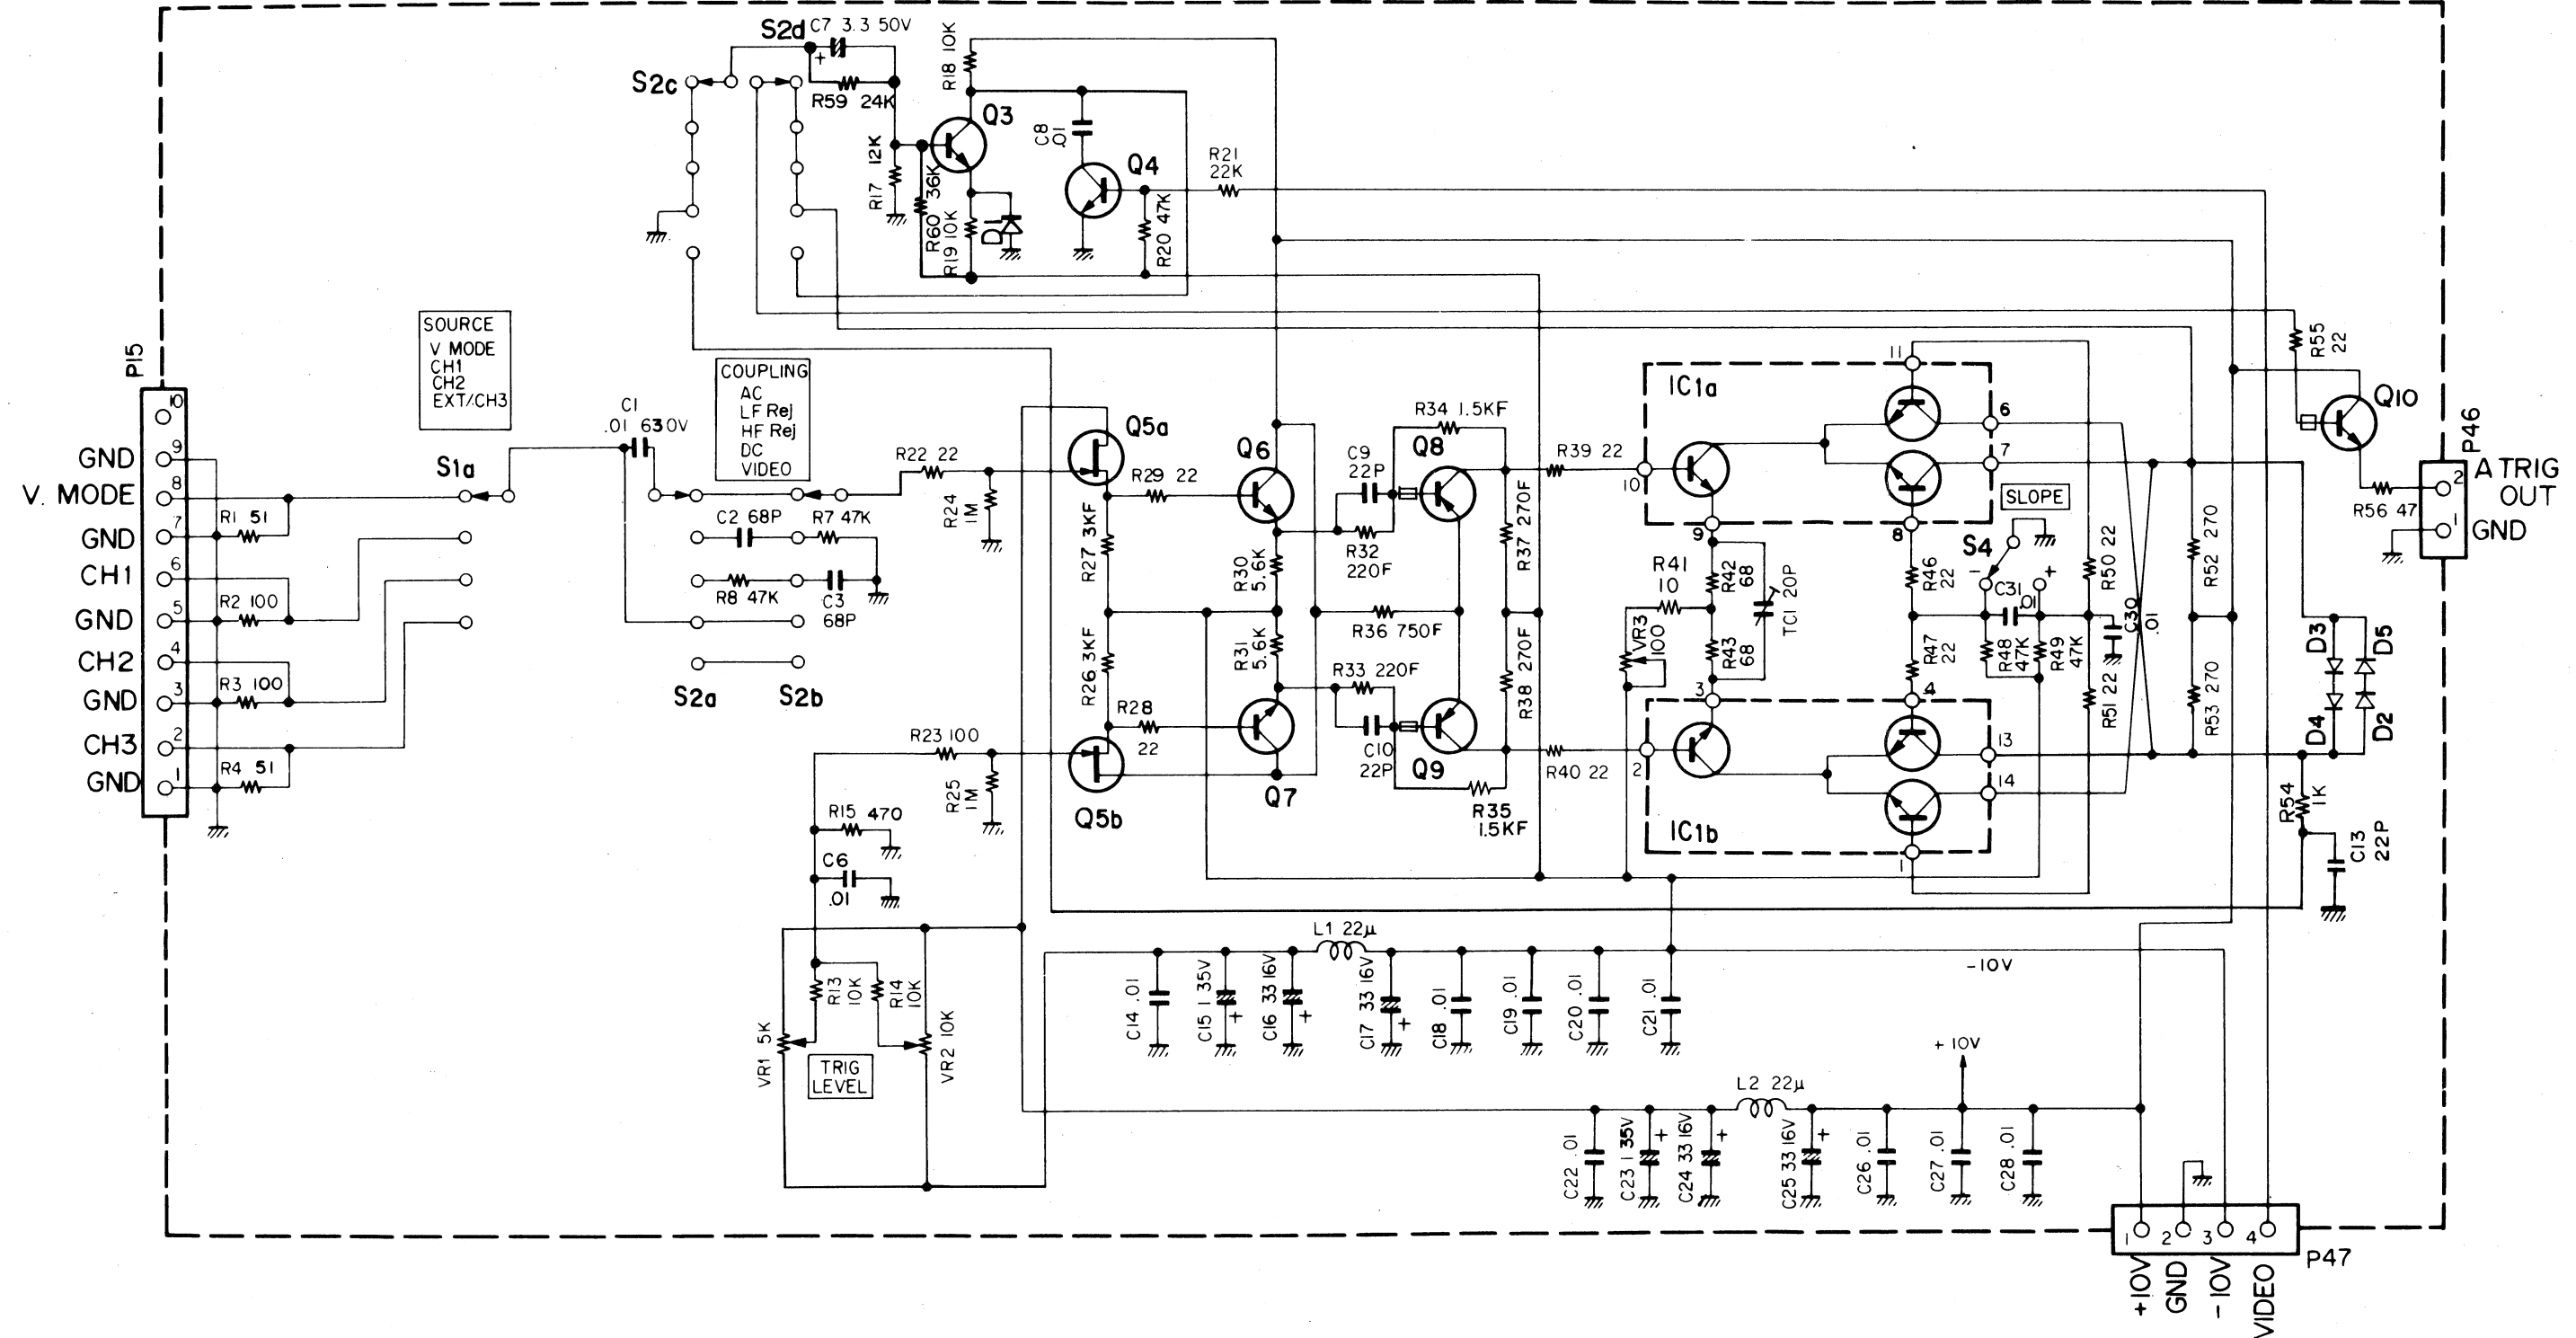 S2d
C7 3.3 50V
+
S2c
R59 24K
R18 10K
Q3
R17 12K
R60 36K
R19 10K
D1
C8 .01
Q4
R20 47K
R21
22K
P15
10
9
8
7
6
5
4
3
2
1
GND
V. MODE
GND
CH1
GND
CH2
GND
CH3
GND
R1 51
R2 100
R3 100
R4 51
SOURCE
V MODE
CH1
CH2
EXT/CH3
S1a
C1
.01 630V
COUPLING
AC
LF Rej
HF Rej
DC
VIDEO
C2 68P
R7 47K
R8 47K
C3
68P
S2a
S2b
R22 22
R24
1M
Q5a
R29 22
R27 3KF
R26 3KF
R28
22
R23 100
R25
1M
Q5b
R15 470
C6
.01
R13
10K
R14
10K
VR1 5K
TRIG
LEVEL
VR2 10K
Q6
R30
5.6K
R31
5.6K
Q7
C9
22P
R32
220F
R34 1.5KF
Q8
R36 750F
R33 220F
C10
22P
Q9
R35
1.5KF
R37 270F
R38 270F
R39 22
R40 22
IC1a
10
9
11
6
7
8
R41
10
VR3
100
R42
68
R43
68
TC1 20P
IC1b
2
3
4
13
14
1
R46
22
R47
22
SLOPE
S4
-
+
C31
.01
R48
47K
R49
47K
R50 22
R51 22
C30
.01
R52 270
R53 270
R54
1K
C13
22P
D3
D5
D4
D2
R55
22
Q10
R56 47
P46
2
1
A TRIG
OUT
GND
L1 22μ
C14 .01
C15 1 35V
+
C16 33 16V
+
C17 33 16V
+
C18 .01
C19 .01
C20 .01
C21 .01
-10V
L2 22μ
+10V
C22 .01
C23 1 35V
+
C24 33 16V
+
C25 33 16V
+
C26 .01
C27 .01
C28 .01
1
2
3
4
P47
+10V
GND
-10V
VIDEO